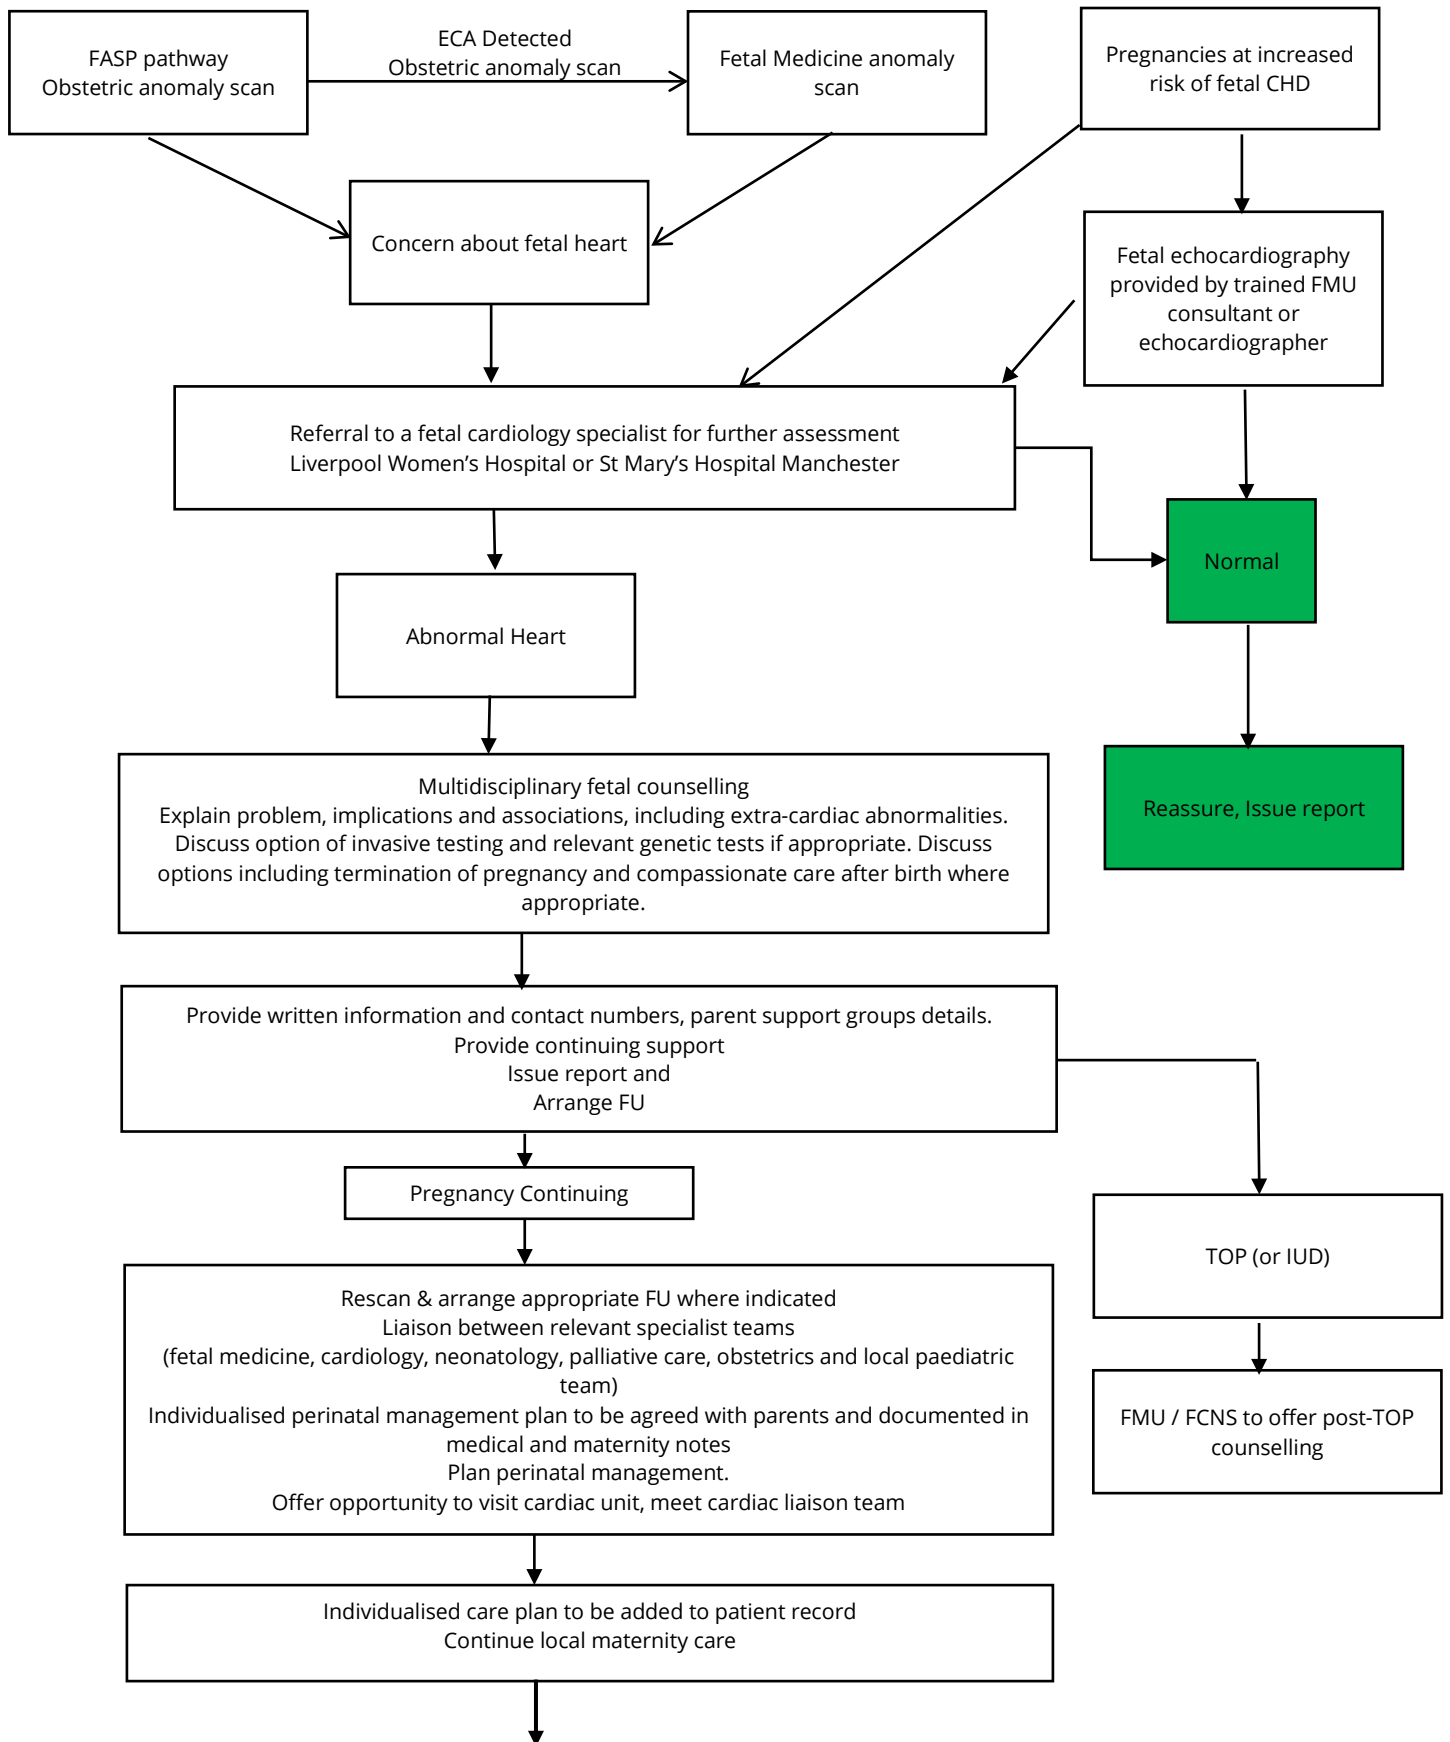 FASP pathway
Obstetric anomaly scan
ECA Detected
Obstetric anomaly scan
Fetal Medicine anomaly
scan
Pregnancies at increased
risk of fetal CHD
Concern about fetal heart
Fetal echocardiography
provided by trained FMU
consultant or
echocardiographer
Referral to a fetal cardiology specialist for further assessment
Liverpool Women’s Hospital or St Mary’s Hospital Manchester
Normal
Abnormal Heart
Reassure, Issue report
Multidisciplinary fetal counselling
Explain problem, implications and associations, including extra-cardiac abnormalities.
Discuss option of invasive testing and relevant genetic tests if appropriate. Discuss
options including termination of pregnancy and compassionate care after birth where
appropriate.
Provide written information and contact numbers, parent support groups details.
Provide continuing support
Issue report and
Arrange FU
Pregnancy Continuing
TOP (or IUD)
Rescan & arrange appropriate FU where indicated
Liaison between relevant specialist teams
(fetal medicine, cardiology, neonatology, palliative care, obstetrics and local paediatric
team)
Individualised perinatal management plan to be agreed with parents and documented in
medical and maternity notes
Plan perinatal management.
Offer opportunity to visit cardiac unit, meet cardiac liaison team
FMU / FCNS to offer post-TOP
counselling
Individualised care plan to be added to patient record
Continue local maternity care